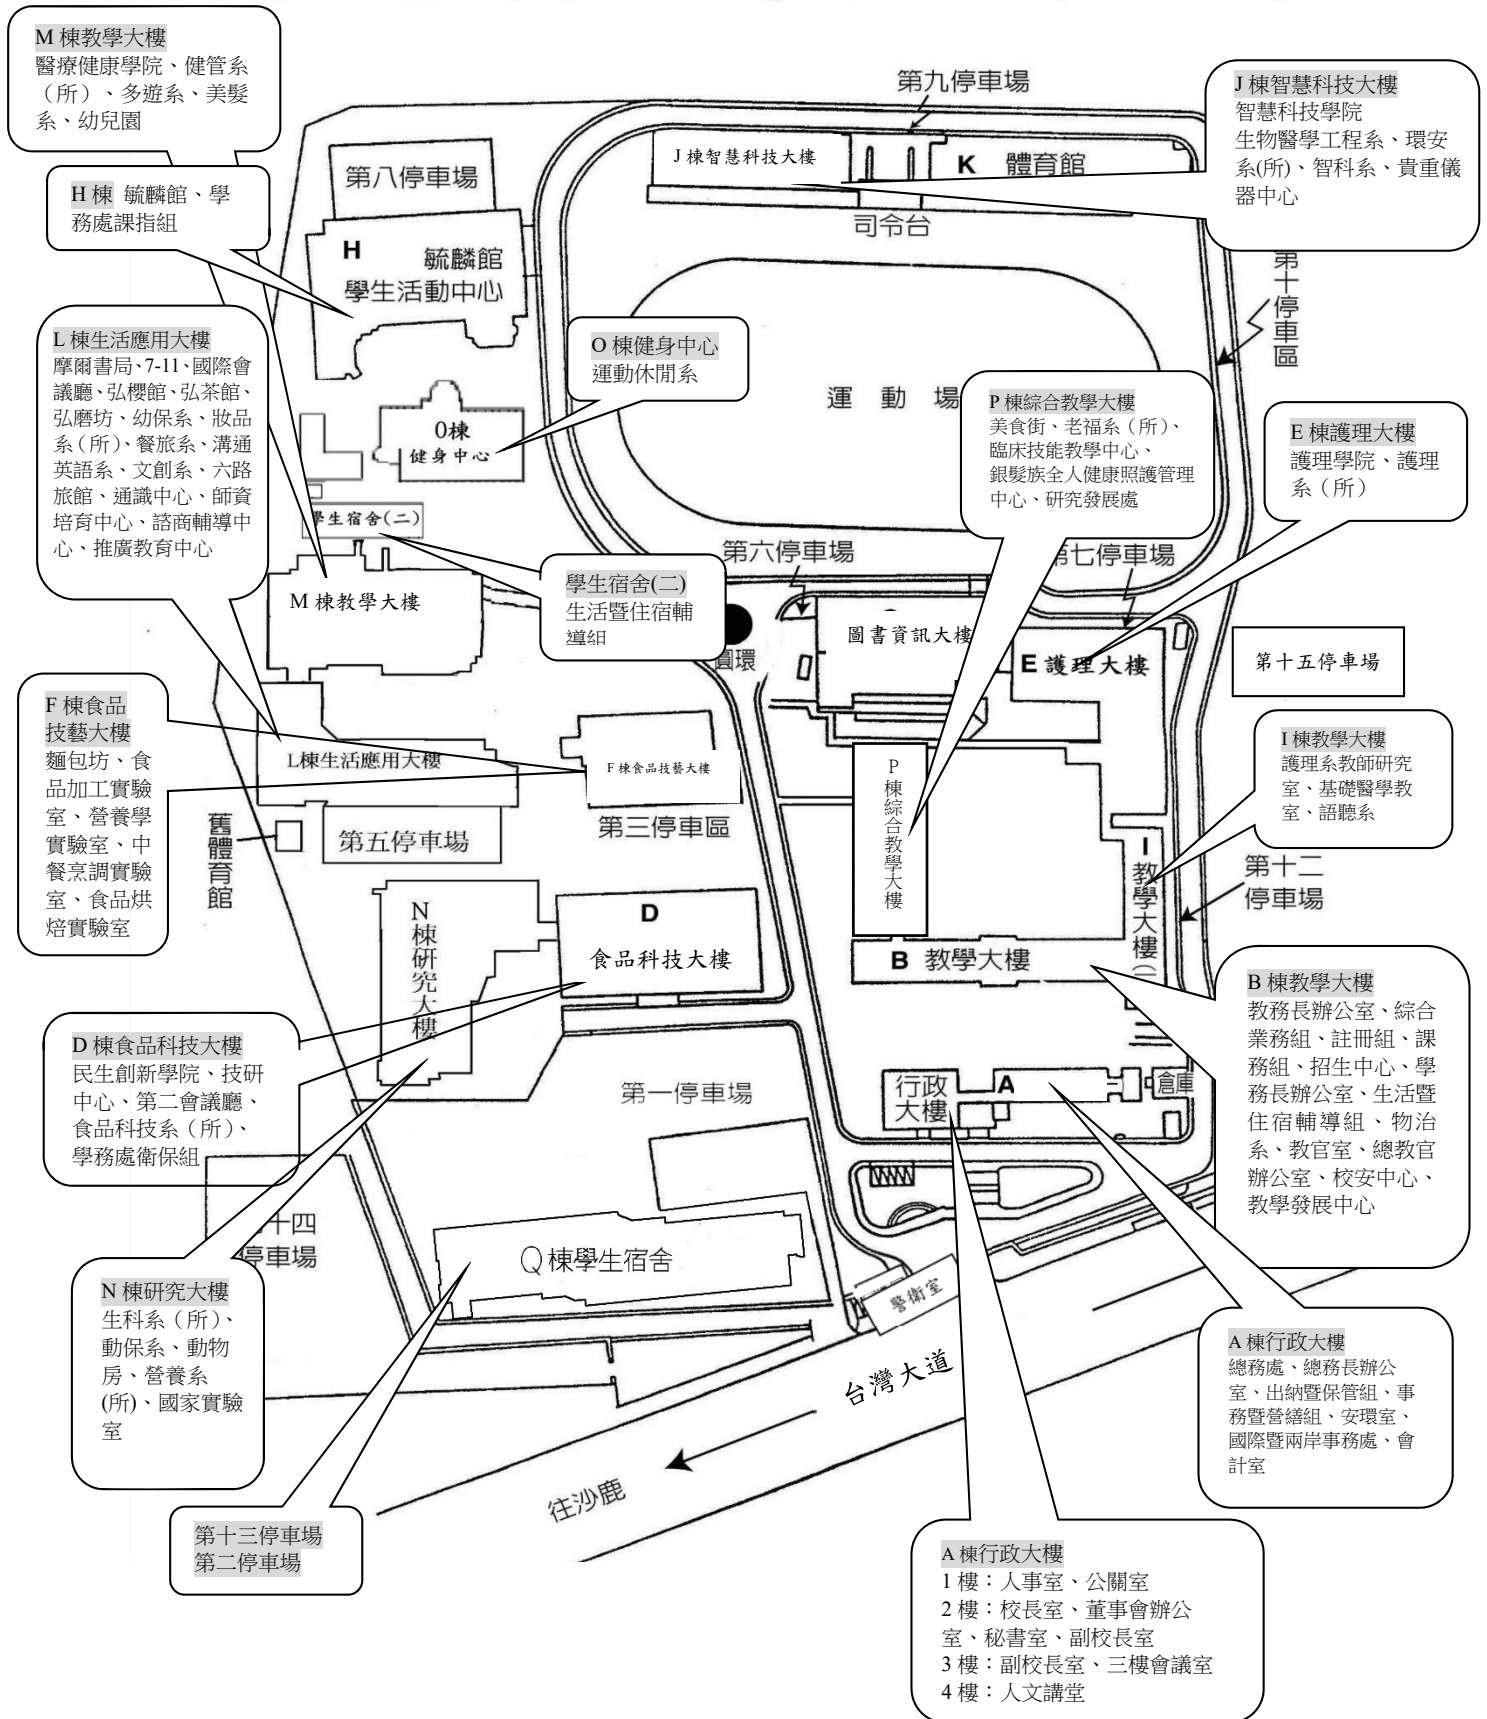 M 棟教學大樓
醫療健康學院、健管系
（所）、多遊系、美髮
系、幼兒園
第九停車場
J 棟智慧科技大樓
智慧科技學院
生物醫學工程系、環安
系(所)、智科系、貴重儀
器中心
J 棟智慧科技大樓
K 體育館
司令台
第八停車場
H 棟 毓麟館、學
務處課指組
H 毓麟館
學生活動中心
第十停車區
L 棟生活應用大樓
摩爾書局、7-11、國際會
議廳、弘櫻館、弘茶館、
弘磨坊、幼保系、妝品
系（所）、餐旅系、溝通
英語系、文創系、六路
旅館、通識中心、師資
培育中心、諮商輔導中
心、推廣教育中心
O 棟健身中心
運動休閒系
運動場
P 棟綜合教學大樓
美食街、老福系（所）、
臨床技能教學中心、
銀髮族全人健康照護管理
中心、研究發展處
E 棟護理大樓
護理學院、護理
系（所）
O棟
健身中心
學生宿舍(二)
第六停車場
七停車場
學生宿舍(二)
生活暨住宿輔
導組
M 棟教學大樓
圓環
圖書資訊大樓
E 護理大樓
第十五停車場
F 棟食品
技藝大樓
麵包坊、食
品加工實驗
室、營養學
實驗室、中
餐烹調實驗
室、食品烘
焙實驗室
L棟生活應用大樓
F 棟食品技藝大樓
P棟綜合教學大樓
I 棟教學大樓
護理系教師研究
室、基礎醫學教
室、語聽系
舊體育館
第五停車場
第三停車區
I 教學大樓
第十二
停車場
N棟研究大樓
D
食品科技大樓
B 教學大樓
B 棟教學大樓
教務長辦公室、綜合
業務組、註冊組、課
務組、招生中心、學
務長辦公室、生活暨
住宿輔導組、物治
系、教官室、總教官
辦公室、校安中心、
教學發展中心
D 棟食品科技大樓
民生創新學院、技研
中心、第二會議廳、
食品科技系（所）、
學務處衛保組
第一停車場
行政
大樓
A
倉庫
十四
停車場
Q棟學生宿舍
警衛室
N 棟研究大樓
生科系（所）、
動保系、動物
房、營養系
(所)、國家實驗
室
A 棟行政大樓
總務處、總務長辦公
室、出納暨保管組、事
務暨營繕組、安環室、
國際暨兩岸事務處、會
計室
台灣大道
往沙鹿
第十三停車場
第二停車場
A 棟行政大樓
1 樓：人事室、公關室
2 樓：校長室、董事會辦公
室、秘書室、副校長室
3 樓：副校長室、三樓會議室
4 樓：人文講堂